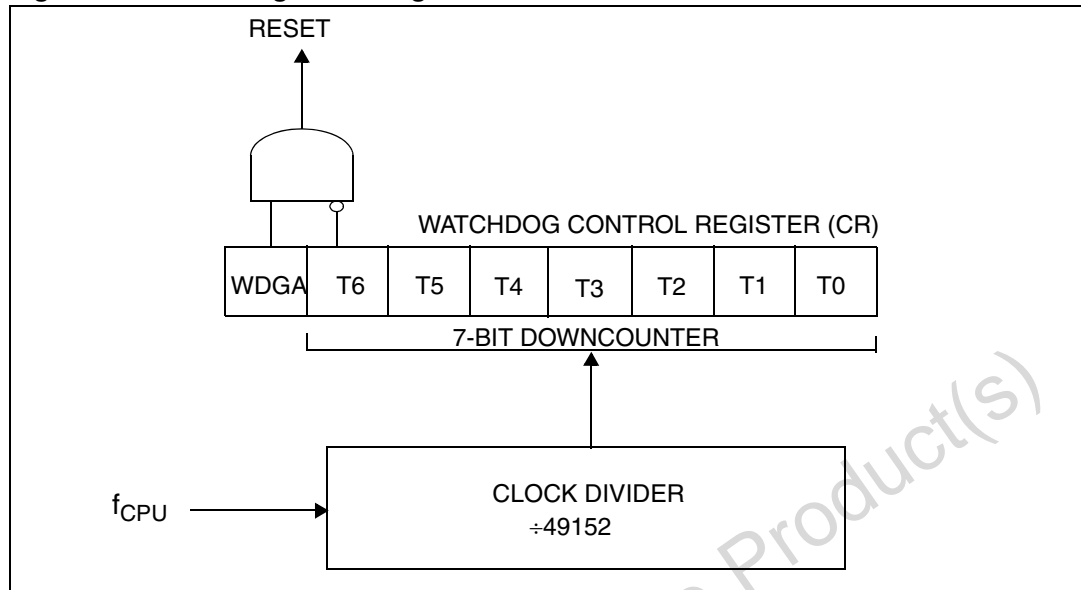 RESET
WATCHDOG CONTROL REGISTER (CR)
WDGA T6 T5 T4 T3 T2 T1 T0
7-BIT DOWNCOUNTER
fCPU
CLOCK DIVIDER
÷49152
Product(s)